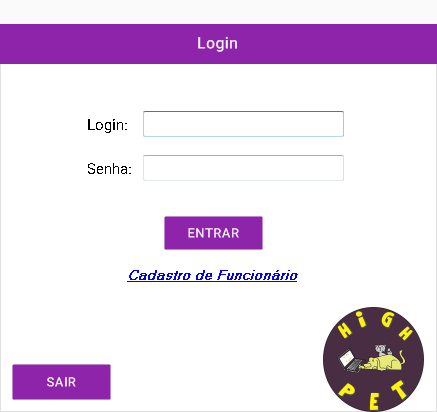 Login
Login:
Senha:
ENTRAR
Cadastro de Funcionário
HiGH
PET
SAIR